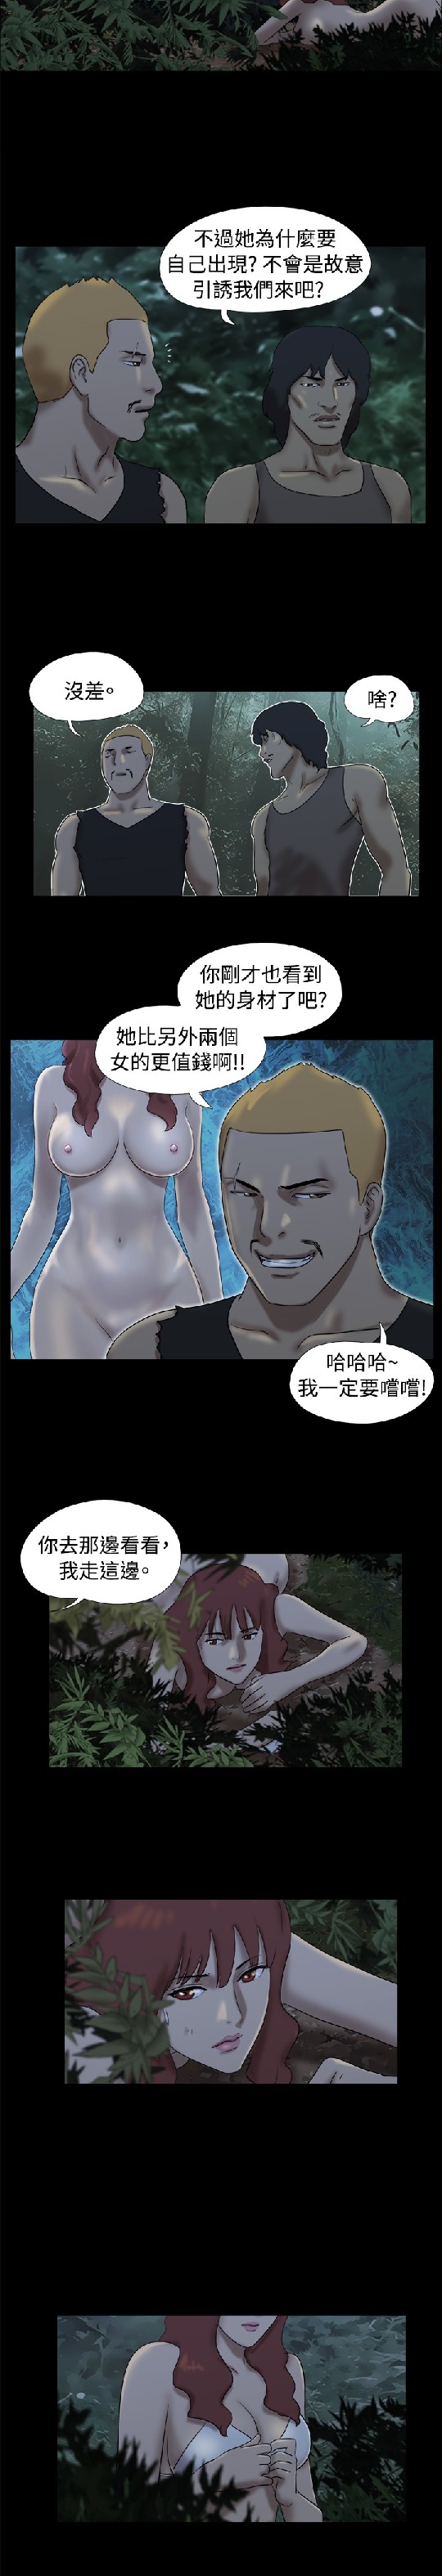 不過她為什麼要
自己出現? 不會是故意
引誘我們來吧?
沒差。
啥?
你剛才也看到
她的身材了吧?
她比另外兩個
女的更值錢啊!!
哈哈哈~
我一定要嚐嚐!
你去那邊看看,
我走這邊。